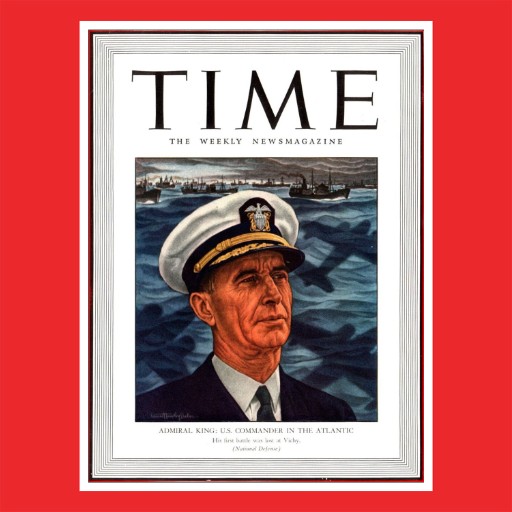 TIME
THE WEEKLY NEWSMAGAZINE
ADMIRAL KING: U.S. COMMANDER IN THE ATLANTIC
His first battle was lost at Vichy.
(National Defense)